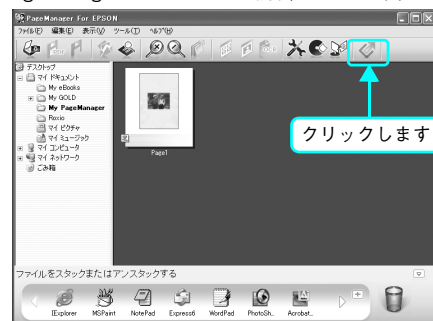 PageManager For EPSON
ファイル(F) 編集(E) 表示(V) ツール(T) ヘルプ(H)
デスクトップ
マイ ドキュメント
My eBooks
My GOLD
My PageManager
Roxio
マイ ピクチャ
マイ ミュージック
マイ コンピュータ
マイ ネットワーク
ごみ箱
Page1
クリックします
ファイルをスタックまたはアンスタックする
IExplorer MSPaint NotePad Express6 WordPad PhotoSh.. Acrobat..